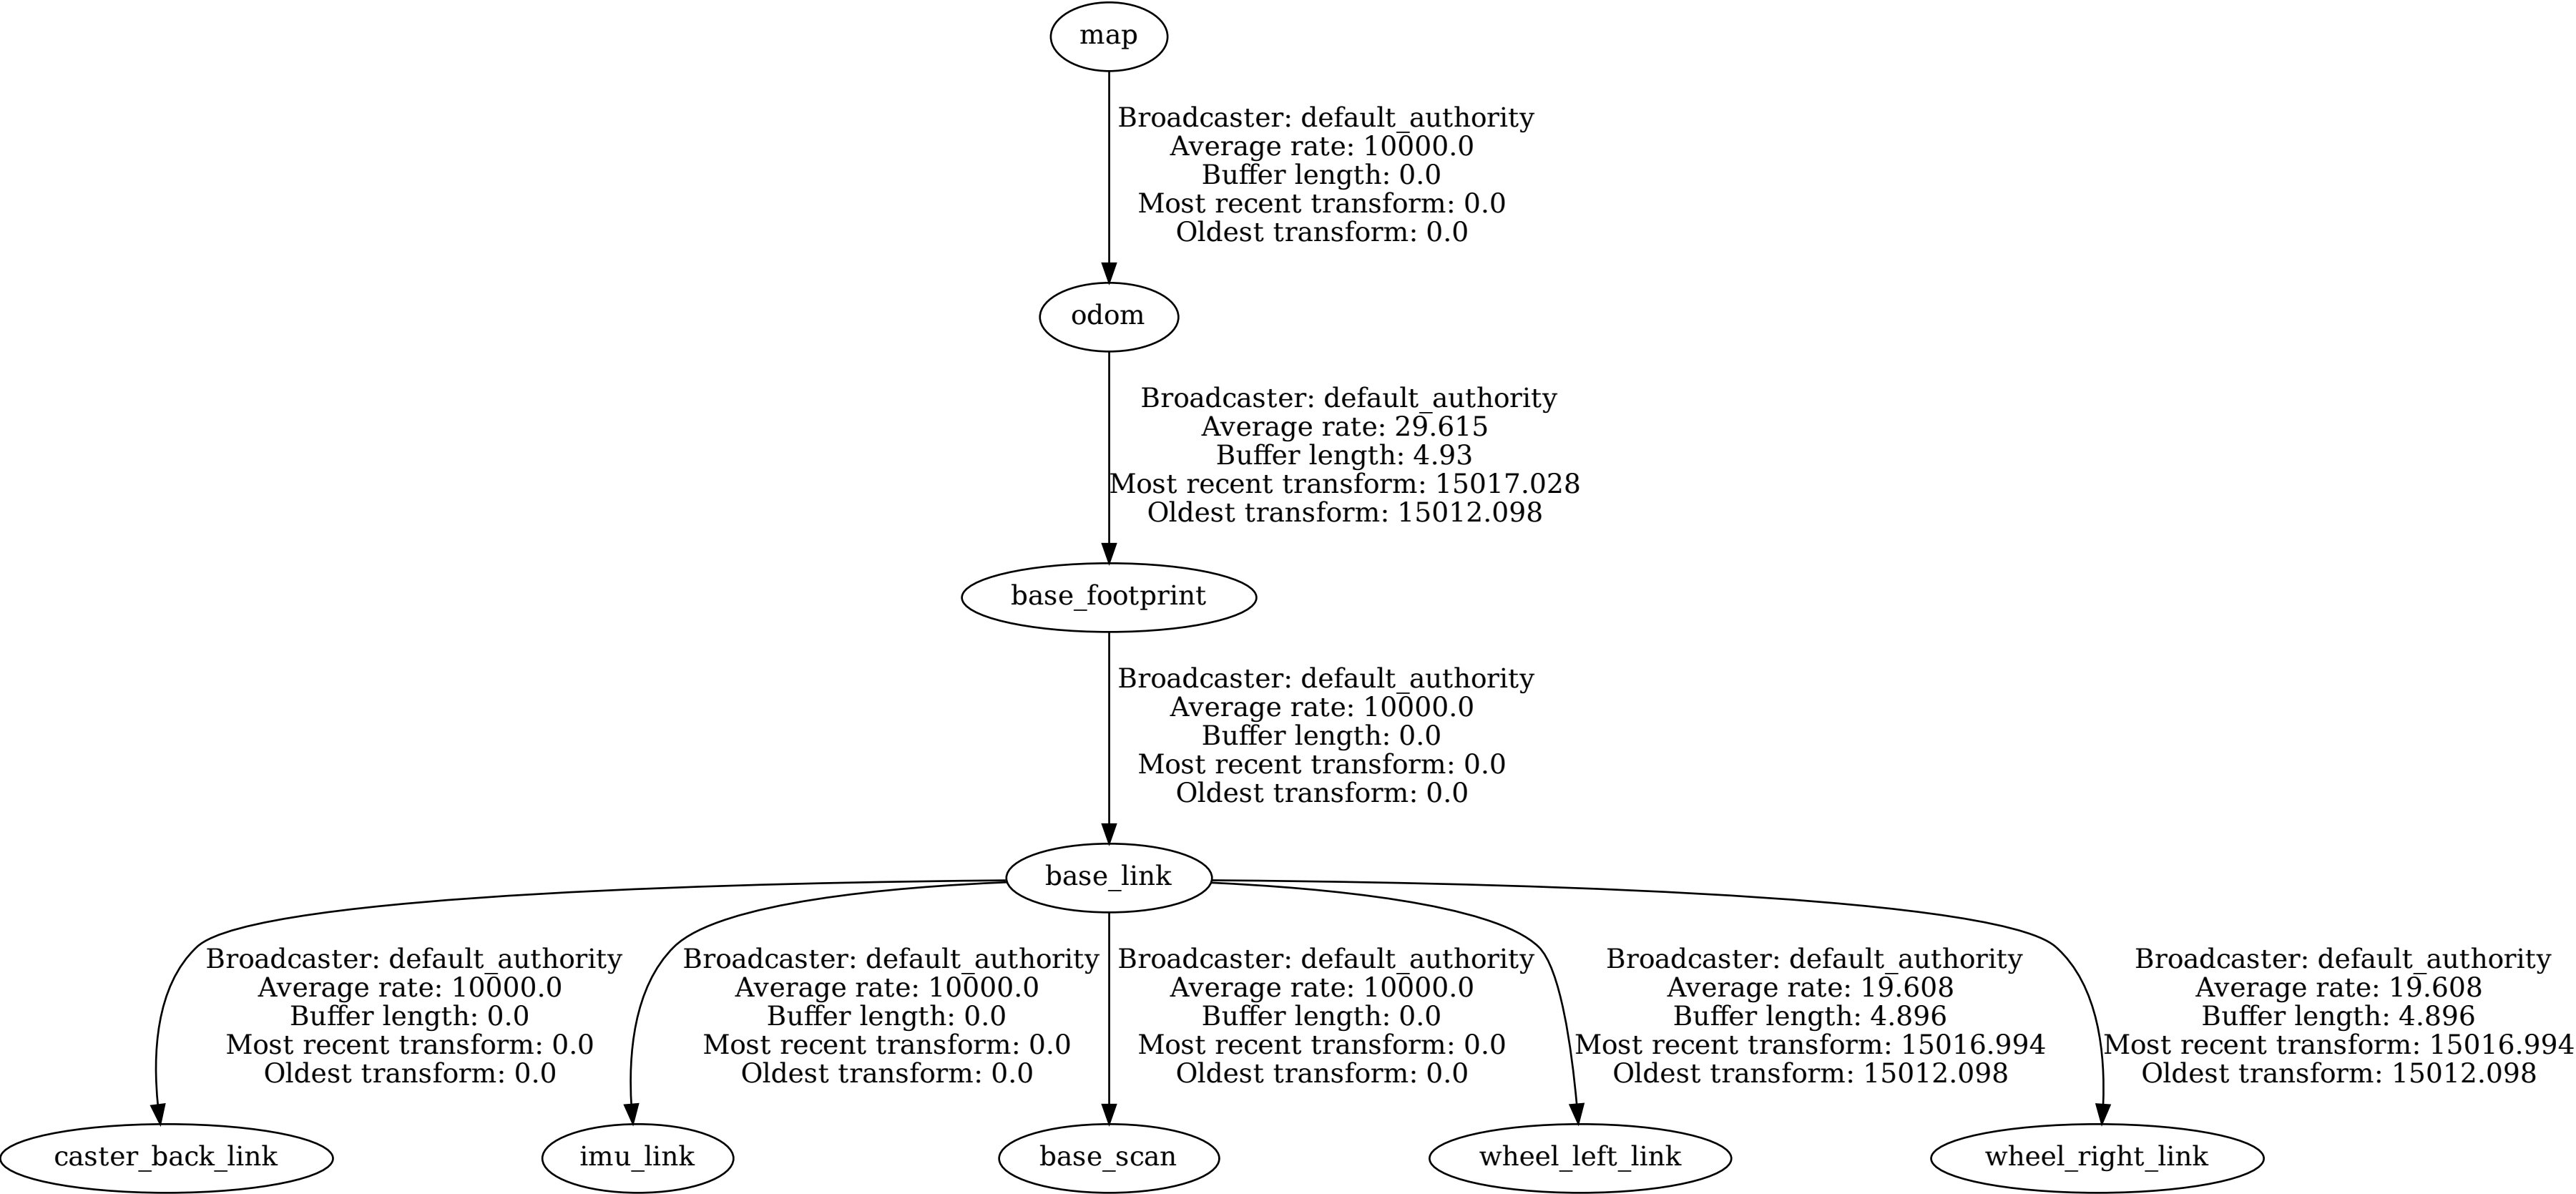 map
Broadcaster: default_authority
Average rate: 10000.0
Buffer length: 0.0
Most recent transform: 0.0
Oldest transform: 0.0
odom
Broadcaster: default_authority
Average rate: 29.615
Buffer length: 4.93
Most recent transform: 15017.028
Oldest transform: 15012.098
base_footprint
Broadcaster: default_authority
Average rate: 10000.0
Buffer length: 0.0
Most recent transform: 0.0
Oldest transform: 0.0
base_link
Broadcaster: default_authority
Average rate: 10000.0
Buffer length: 0.0
Most recent transform: 0.0
Oldest transform: 0.0
Broadcaster: default_authority
Average rate: 10000.0
Buffer length: 0.0
Most recent transform: 0.0
Oldest transform: 0.0
Broadcaster: default_authority
Average rate: 10000.0
Buffer length: 0.0
Most recent transform: 0.0
Oldest transform: 0.0
Broadcaster: default_authority
Average rate: 19.608
Buffer length: 4.896
Most recent transform: 15016.994
Oldest transform: 15012.098
Broadcaster: default_authority
Average rate: 19.608
Buffer length: 4.896
Most recent transform: 15016.994
Oldest transform: 15012.098
caster_back_link
imu_link
base_scan
wheel_left_link
wheel_right_link